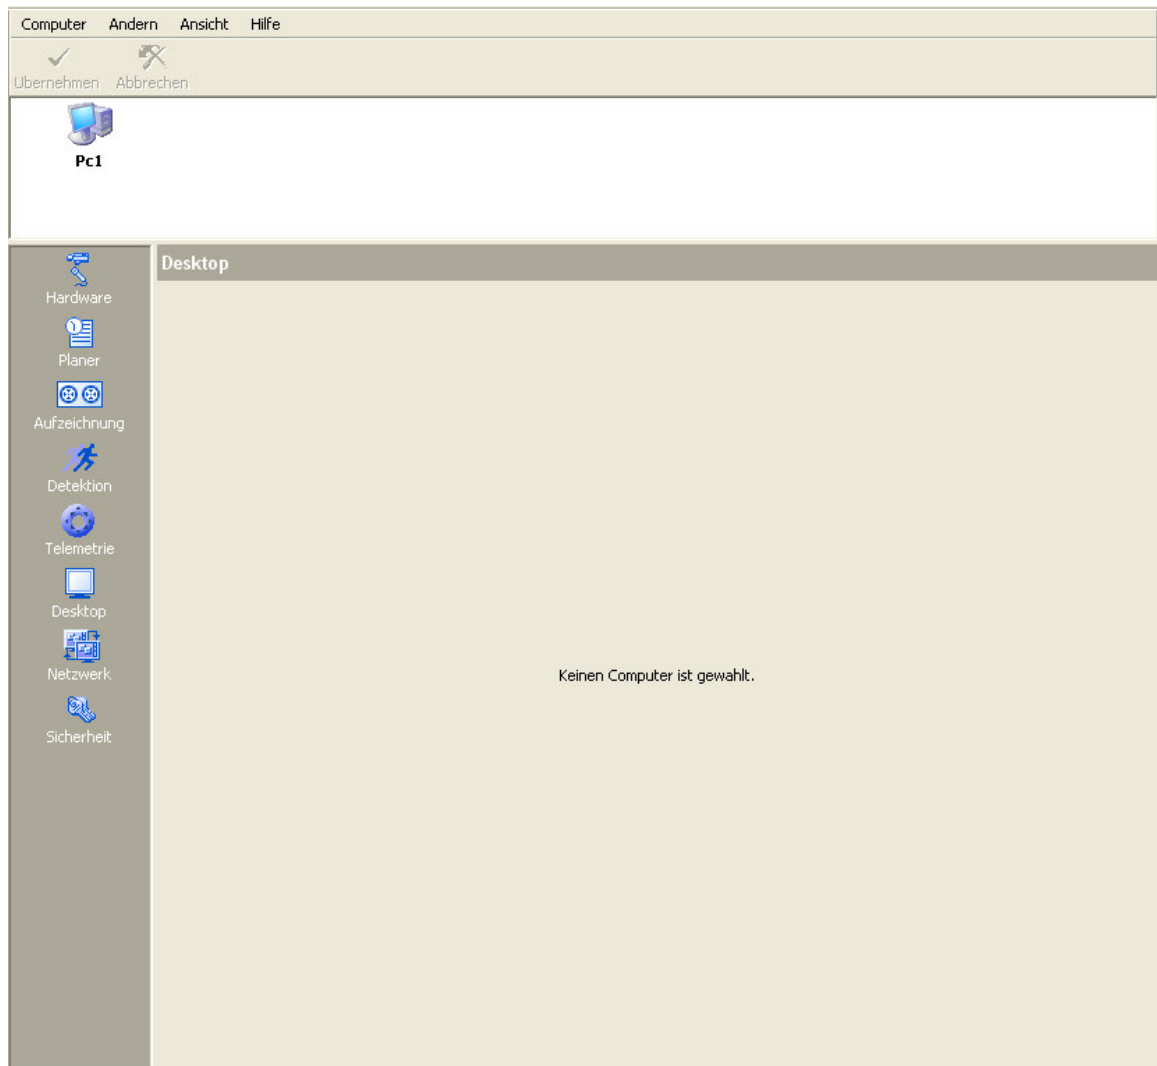 Computer Andern Ansicht Hilfe
Ubernehmen Abbrechen
Pc1
Desktop
Hardware
Planer
Aufzeichnung
Detektion
Telemetrie
Desktop
Netzwerk
Sicherheit
Keinen Computer ist gewahlt.